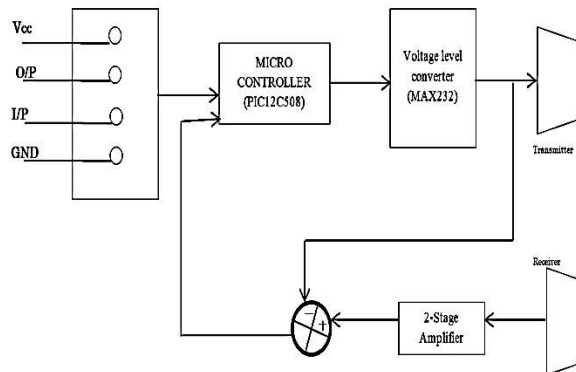 Vcc
O/P
I/P
GND
MICRO
CONTROLLER
(PIC12C508)
Voltage level
converter
(MAX232)
Transmitter
Receiver
2-Stage
Amplifier
− +